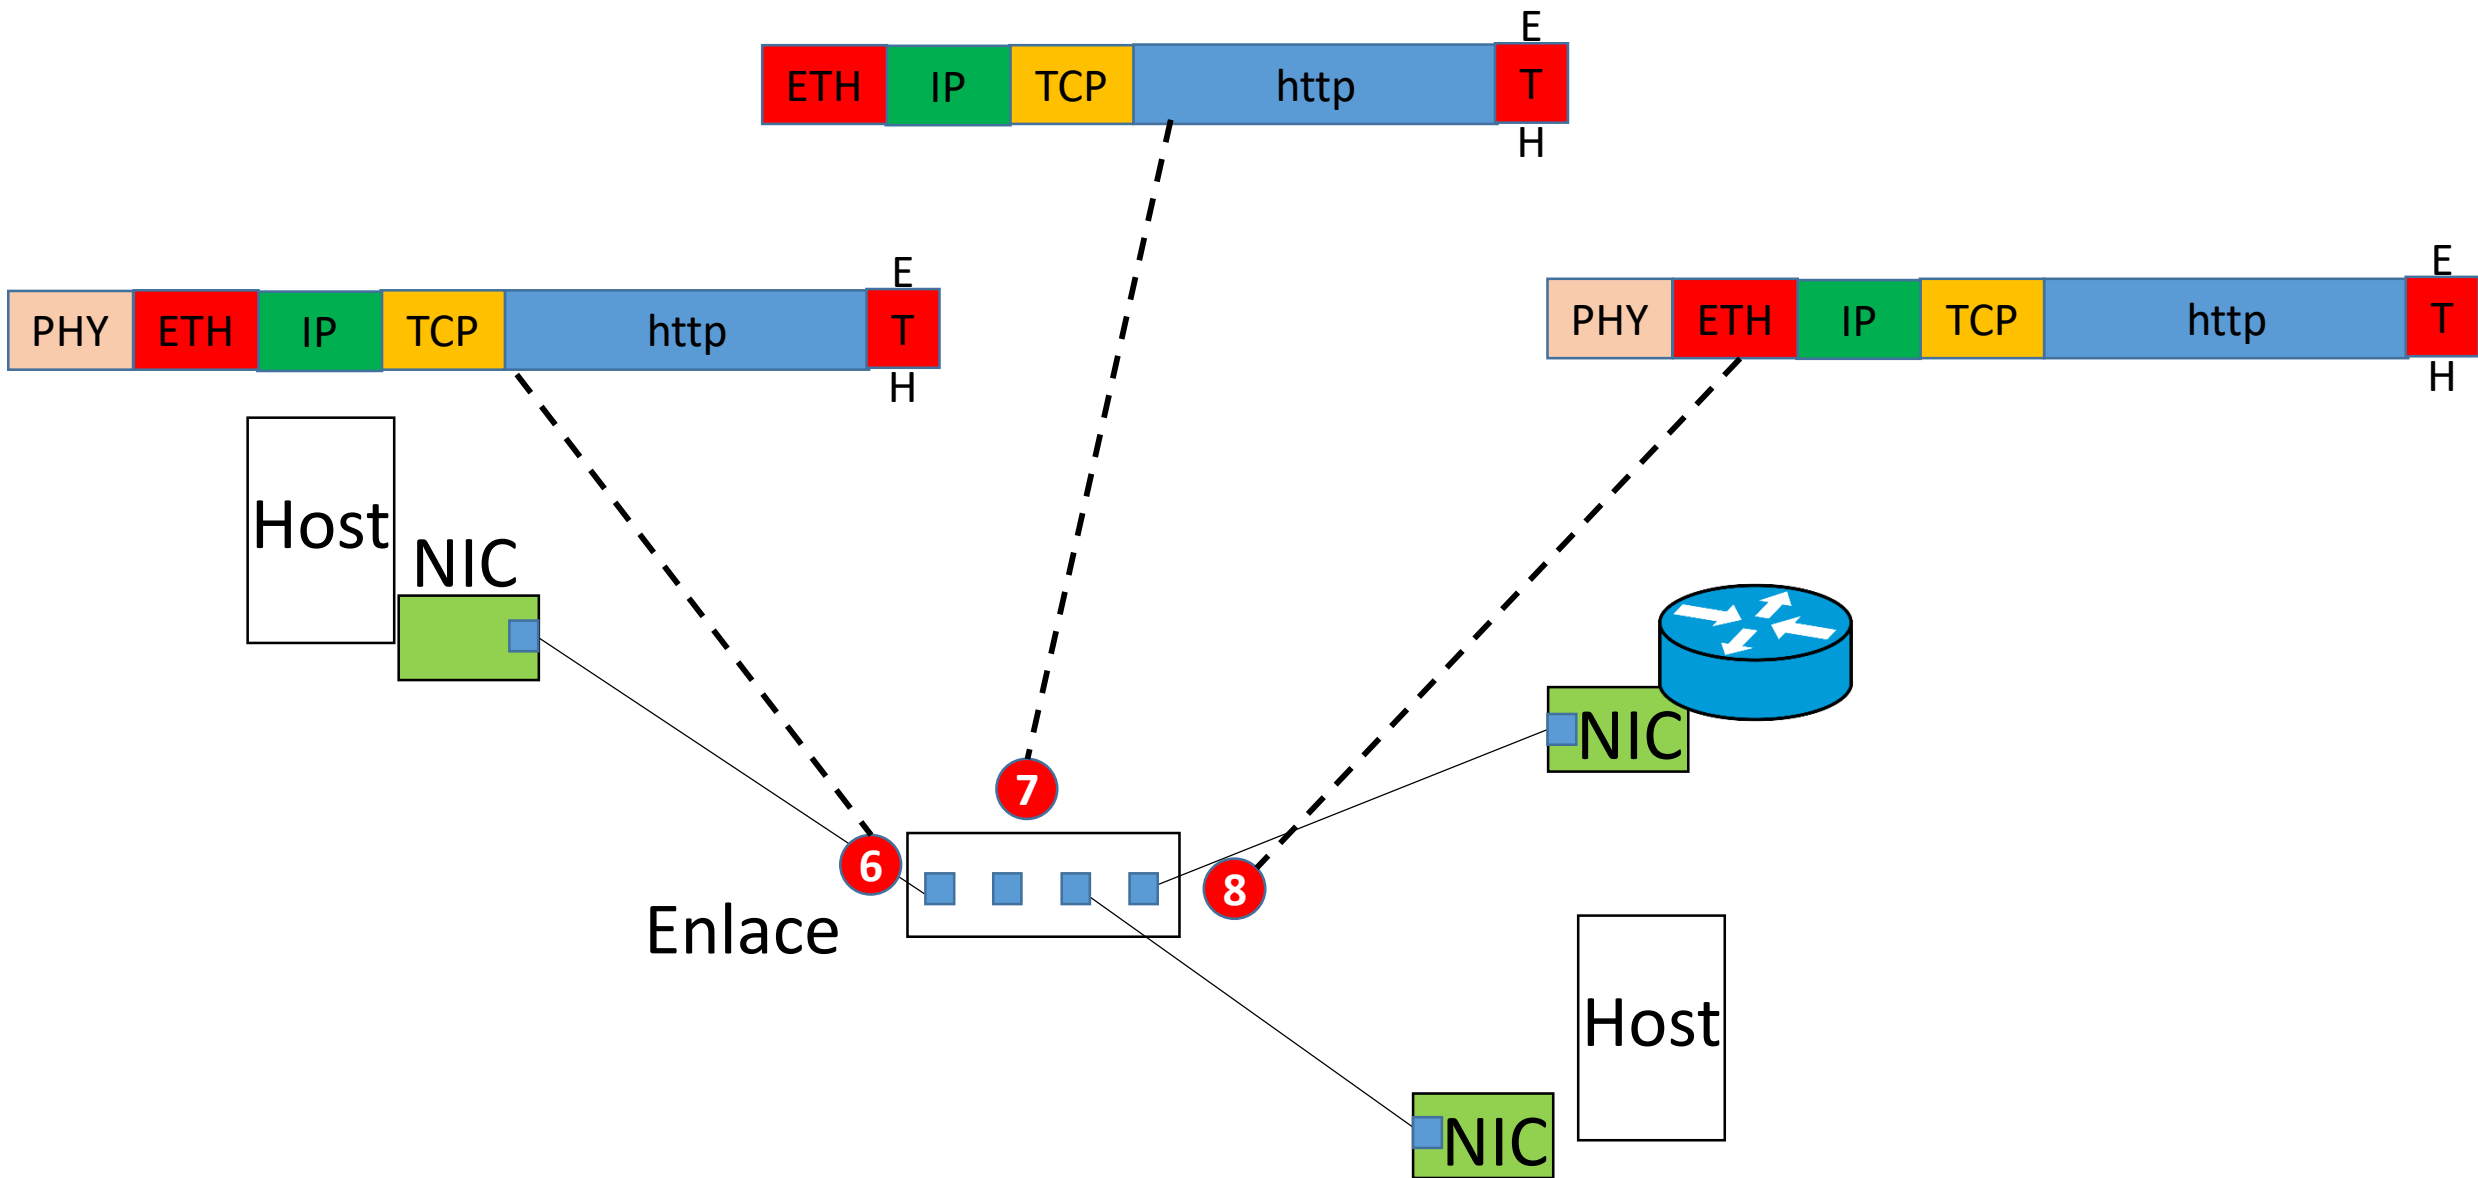 E
ETH IP TCP http T
H
E
PHY ETH IP TCP http T
H
E
PHY ETH IP TCP http T
H
Host
NIC
NIC
7
6
8
Enlace
Host
NIC